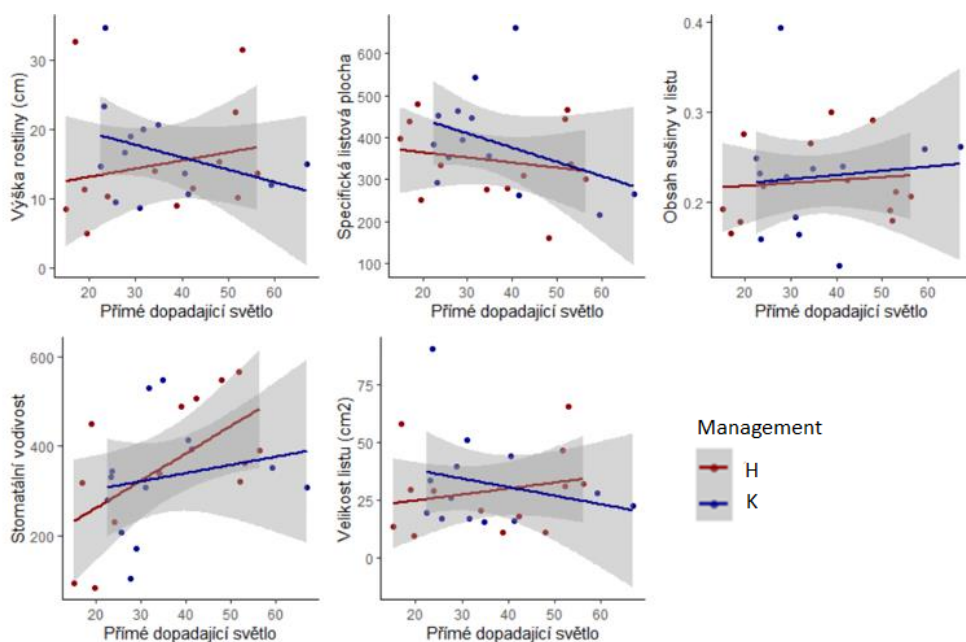 Výška rostliny (cm)
30
20
10
0
20 30 40 50 60
Přímé dopadající světlo
Specifická listová plocha
600
500
400
300
200
100
20 30 40 50 60
Přímé dopadající světlo
Obsah sušiny v listu
0.4
0.3
0.2
20 30 40 50 60
Přímé dopadající světlo
Stomatální vodivost
600
400
200
20 30 40 50 60
Přímé dopadající světlo
Velikost listu (cm2)
75
50
25
0
20 30 40 50 60
Přímé dopadající světlo
Management
H
K